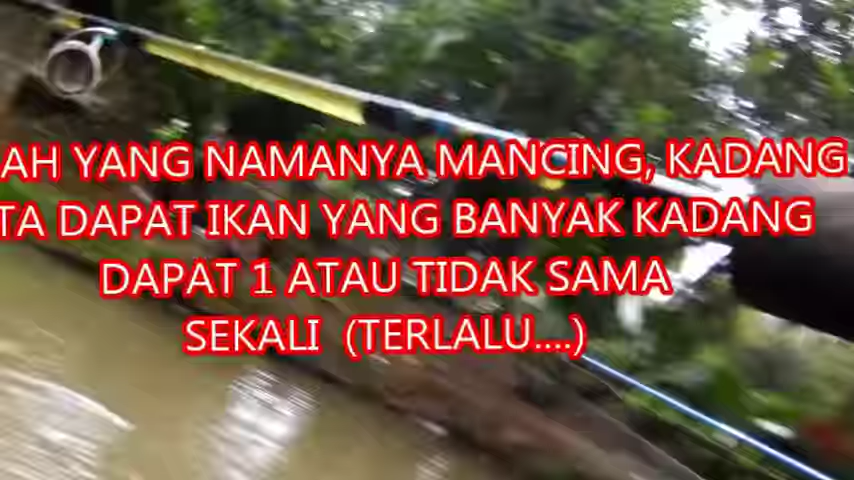 AH YANG NAMANYA MANCING, KADANG
TA DAPAT IKAN YANG BANYAK KADANG
DAPAT 1 ATAU TIDAK SAMA
SEKALI (TERLALU....)